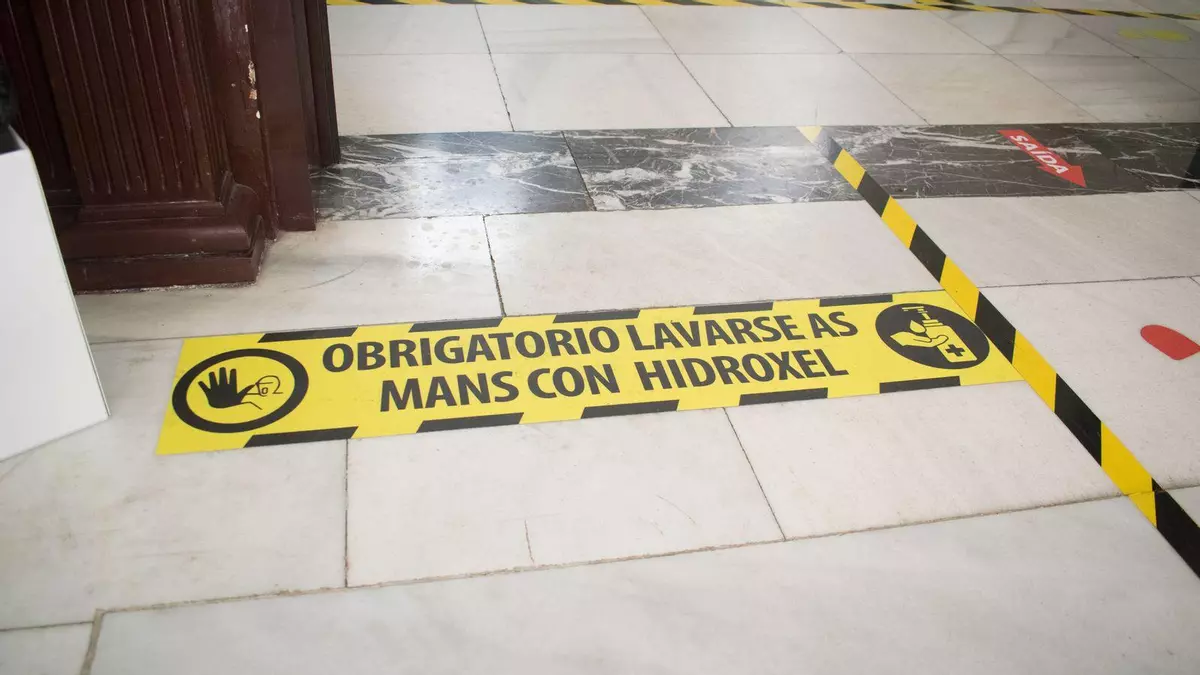 SAÍDA
OBRIGATORIO LAVARSE AS
MANS CON HIDROXEL